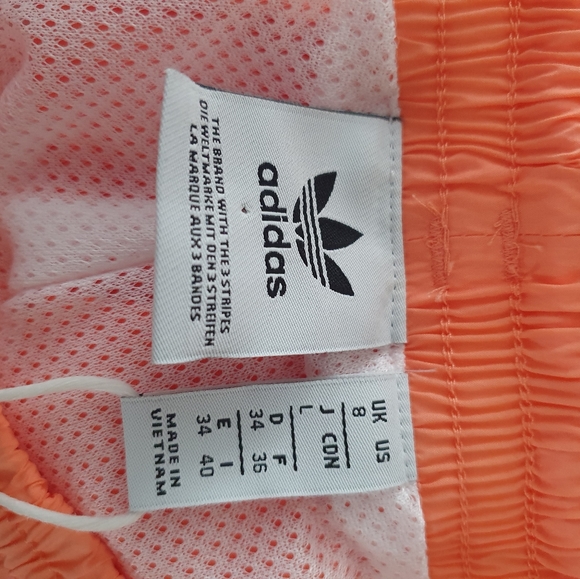 adidas
THE BRAND WITH THE 3 STRIPES
DIE WELTMARKE MIT DEN 3 STREIFEN
LA MARQUE AUX 3 BANDES
UK US
8
J CDN
L
D F
34 36
E I
34 40
MADE IN
VIETNAM